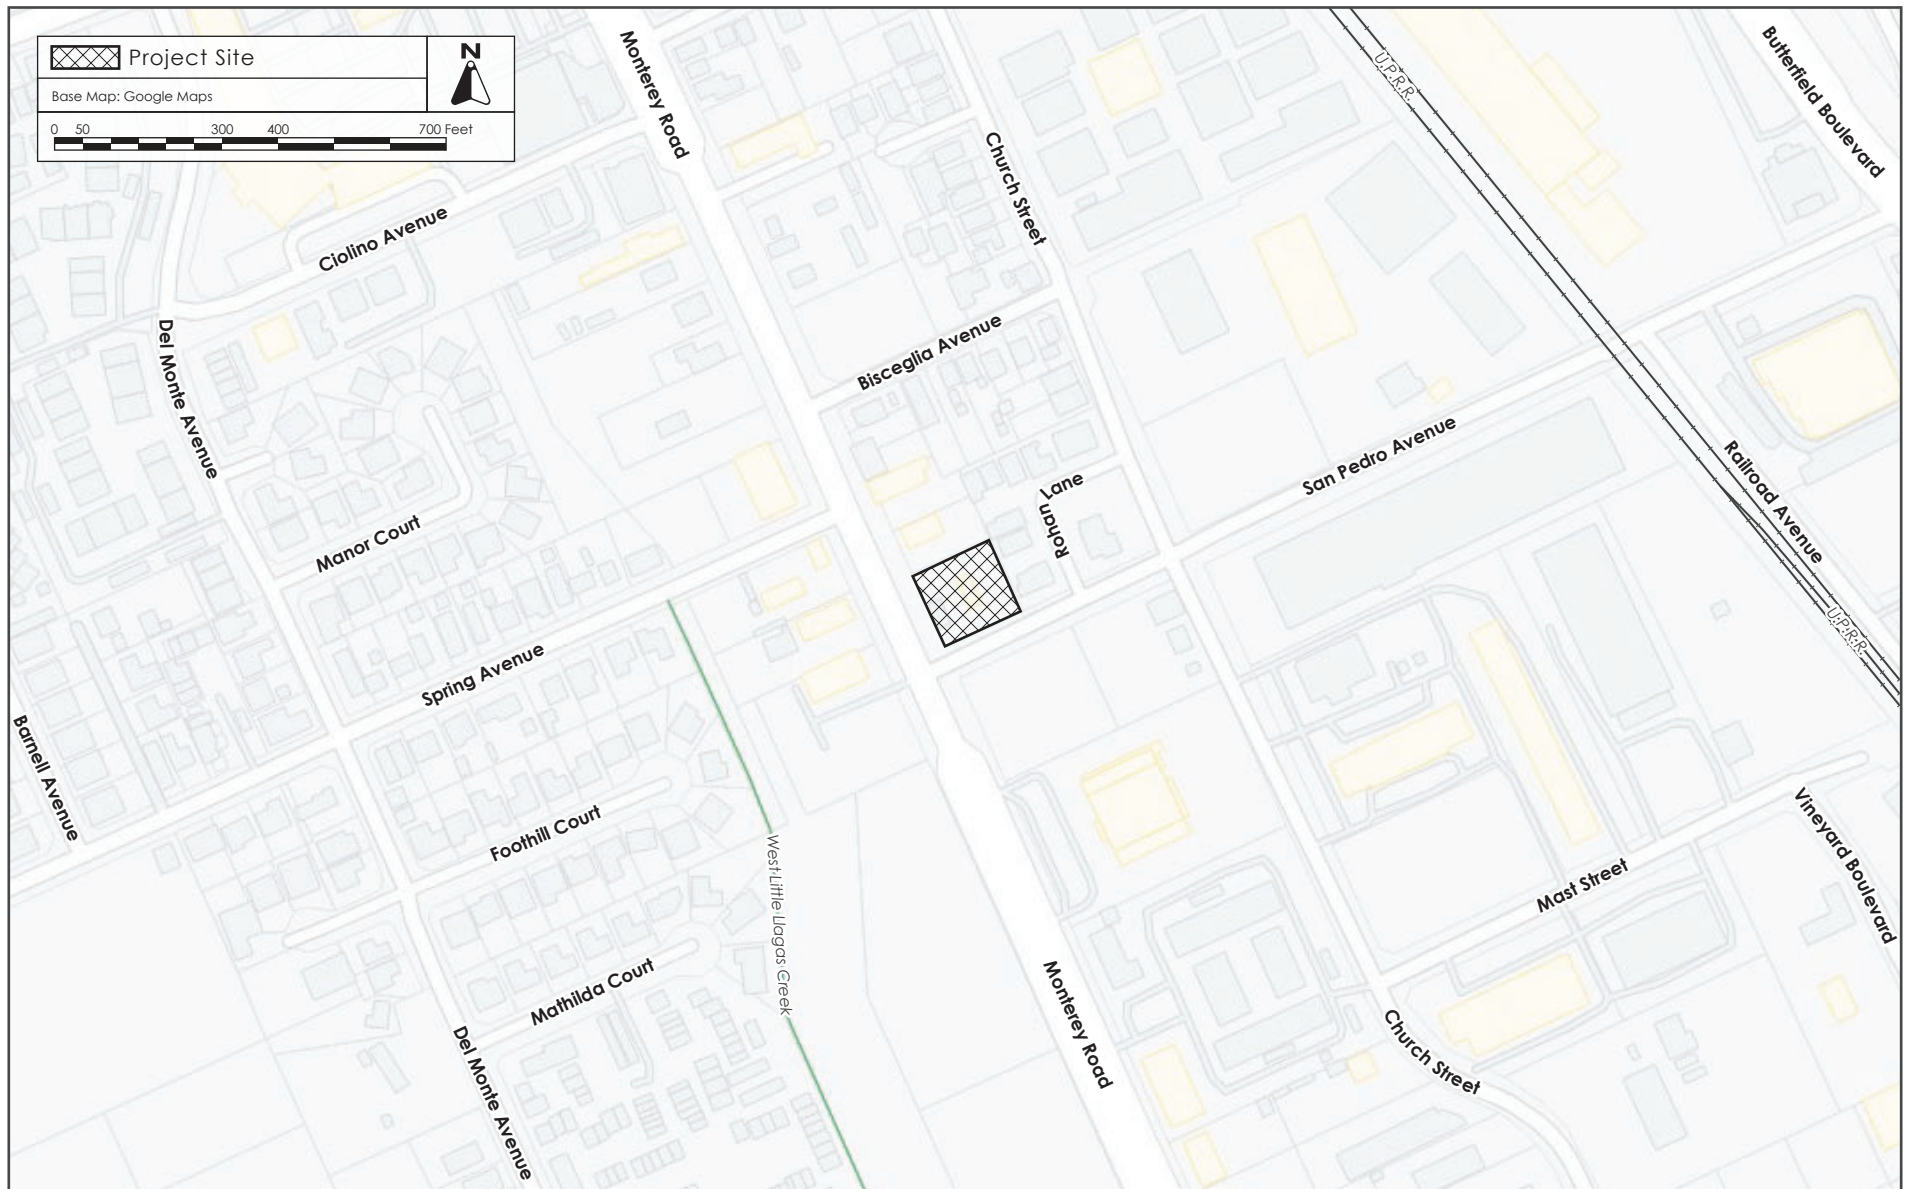 Project Site
N
Base Map: Google Maps
0 50 300 400 700 Feet
Monterey Road
Church Street
U.P.R.R.
Butterfield Boulevard
Ciolino Avenue
Del Monte Avenue
Bisceglia Avenue
San Pedro Avenue
Railroad Avenue
Rohan Lane
Manor Court
U.P.R.R.
Spring Avenue
Barnell Avenue
Foothill Court
West Little Llagas Creek
Mast Street
Vineyard Boulevard
Mathilda Court
Monterey Road
Church Street
Del Monte Avenue